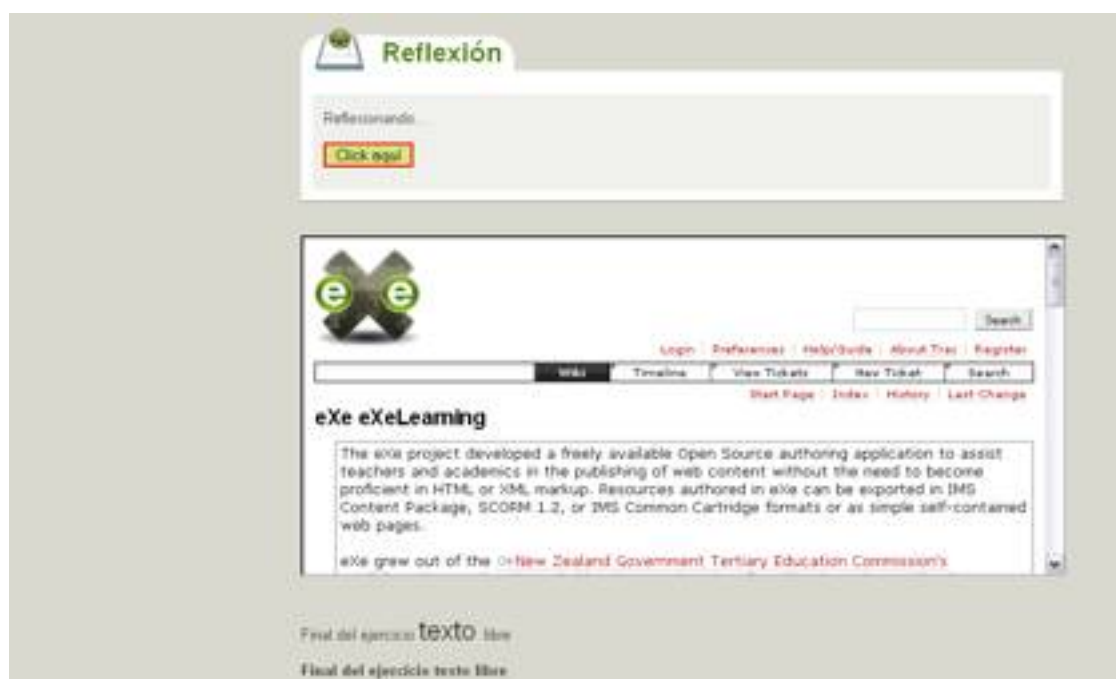 Reflexión
Reflexionando...
Click aquí
e e
Search
Login Preferences Help/Guide About Trac Register
Wiki Timeline View Tickets New Ticket Search
Start Page Index History Last Change
eXe eXeLearning
The eXe project developed a freely available Open Source authoring application to assist
teachers and academics in the publishing of web content without the need to become
proficient in HTML or XML markup. Resources authored in eXe can be exported in IMS
Content Package, SCORM 1.2, or IMS Common Cartridge formats or as simple self-contained
web pages.
eXe grew out of the New Zealand Government Tertiary Education Commission's
Final del ejercicio texto libre
Final del ejercicio texto libre